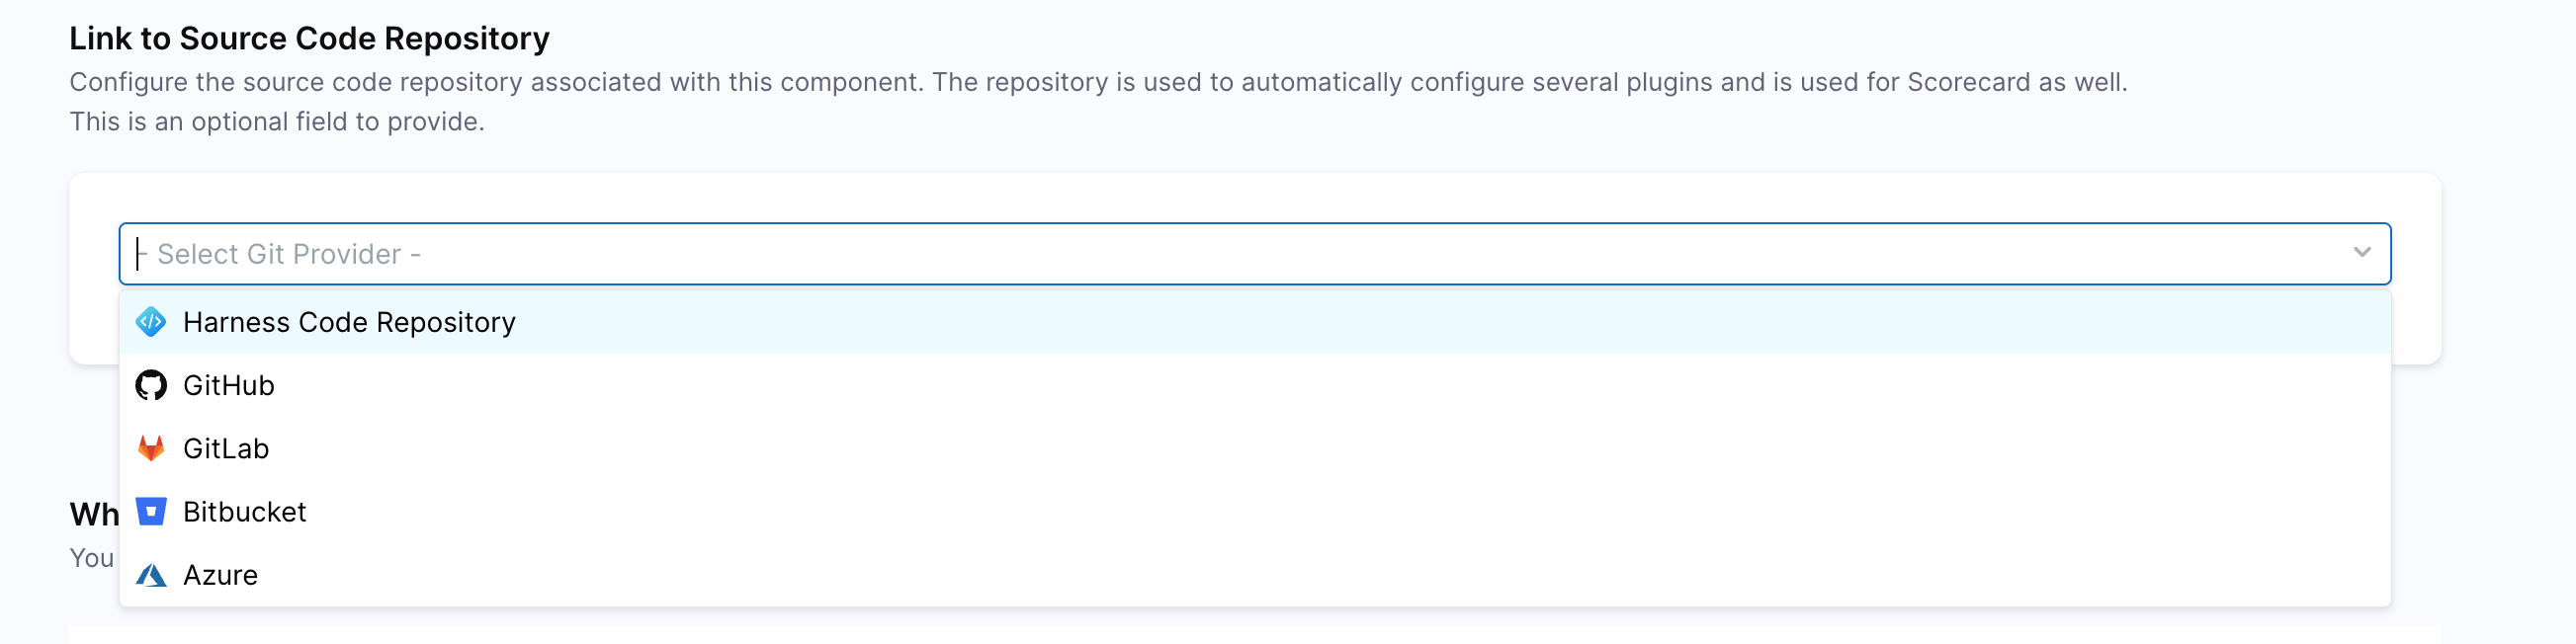 Link to Source Code Repository
Configure the source code repository associated with this component. The repository is used to automatically configure several plugins and is used for Scorecard as well.
This is an optional field to provide.
- Select Git Provider -
Harness Code Repository
GitHub
GitLab
Bitbucket
Wh
You
Azure